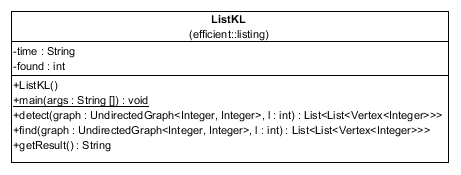 ListKL
(efficient::listing)
-time : String
-found : int
+ListKL()
+main(args : String []) : void
+detect(graph : UndirectedGraph<Integer, Integer>, l : int) : List<List<Vertex<Integer>>>
+find(graph : UndirectedGraph<Integer, Integer>, l : int) : List<List<Vertex<Integer>>>
+getResult() : String